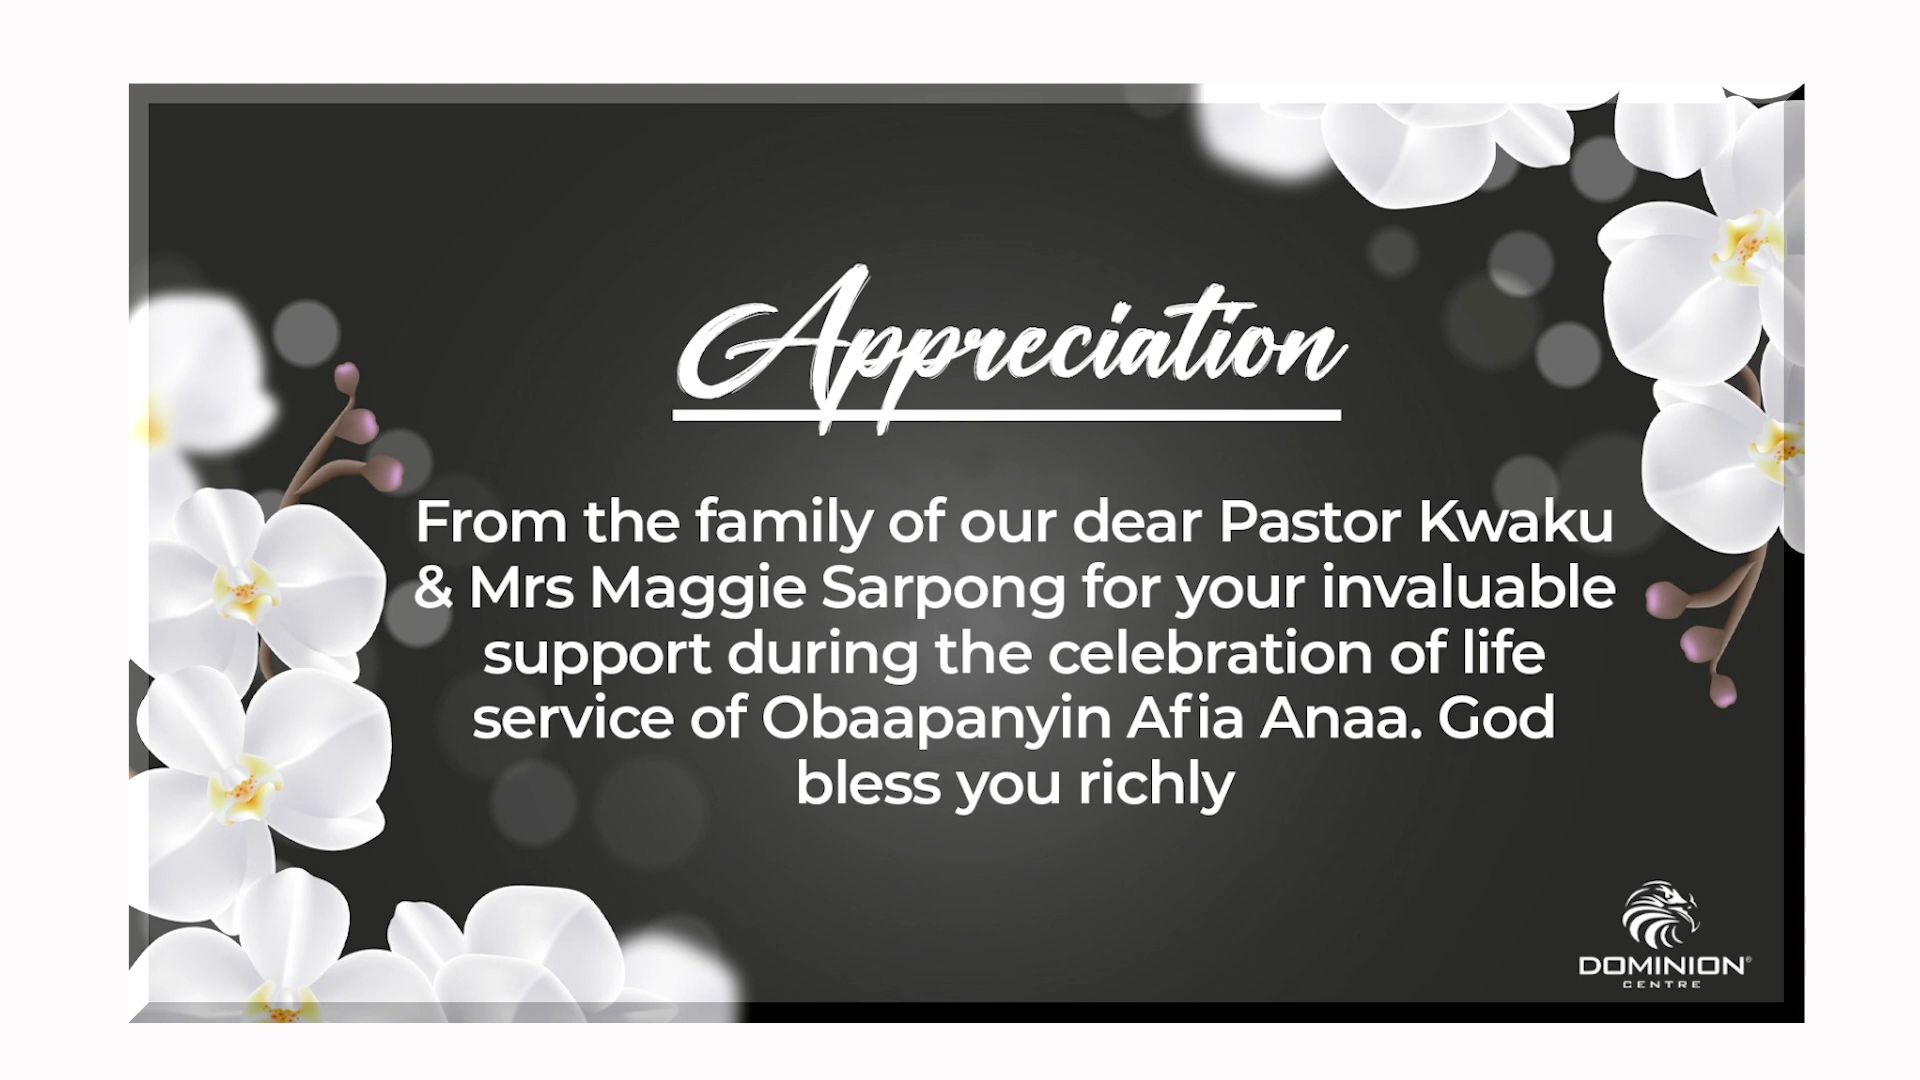 Appreciation
From the family of our dear Pastor Kwaku
& Mrs Maggie Sarpong for your invaluable
support during the celebration of life
service of Obaapanyin Afia Anaa. God
bless you richly
DOMINION®
CENTRE